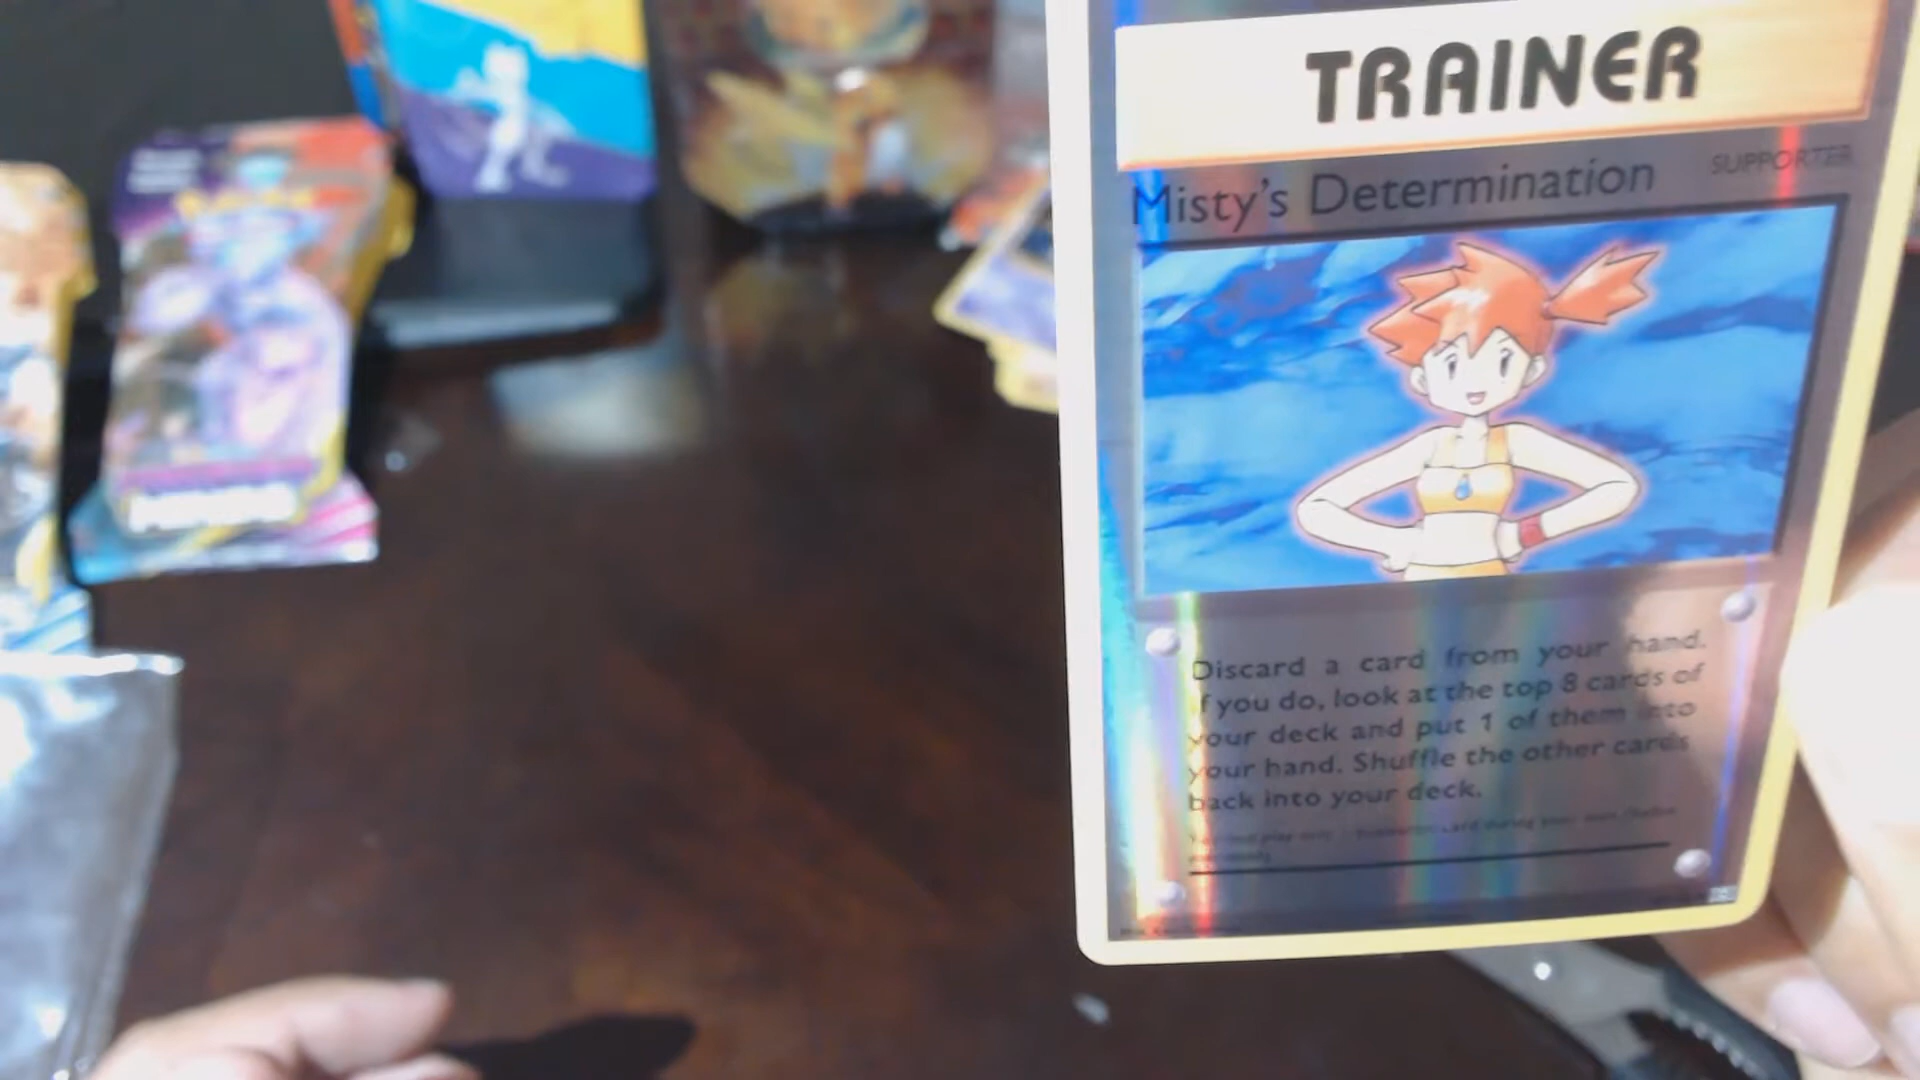 TRAINER
SUPPORTER
Misty's Determination
Discard a card from your hand.
f you do, look at the top 8 cards of
your deck and put 1 of them into
your hand. Shuffle the other cards
back into your deck.